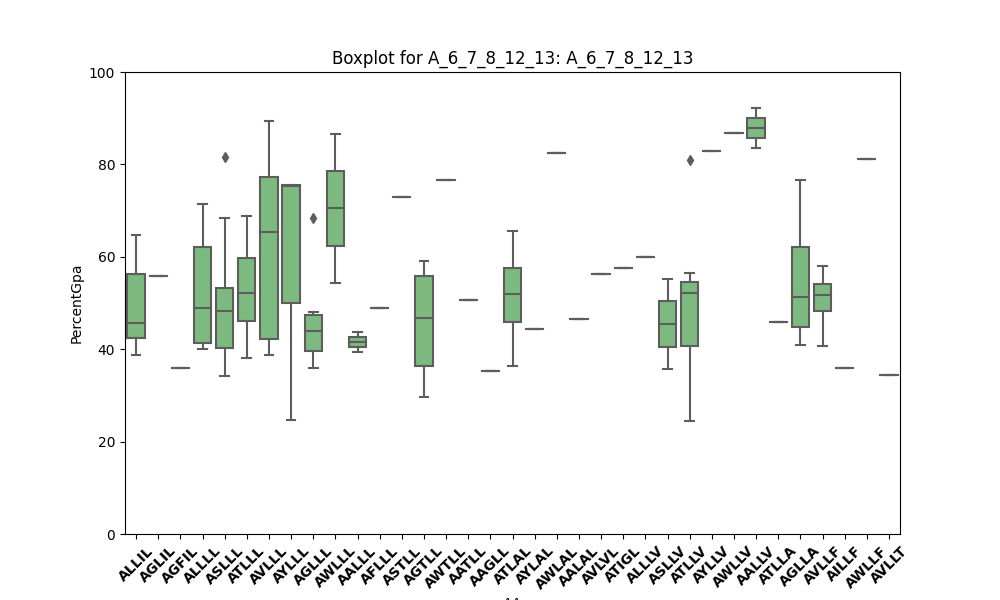 Boxplot for A_6_7_8_12_13: A_6_7_8_12_13
100
80
60
40
20
0
PercentGpa
ALLIL AGLIL AGFIL ALLLL ASLLL ATLLL AVLLL AYLLL AGLLL AWLLL AALLL AFLLL ASTLL AGTLL AWTLL AATLL AAGLL ATLAL AYLAL AWLAL AALAL AVLVL ATIGL ALLLV ASLLV ATLLV AYLLV AWLLV AALLV ATLLA AGLLA AVLLF AILLF AWLLF AVLLT